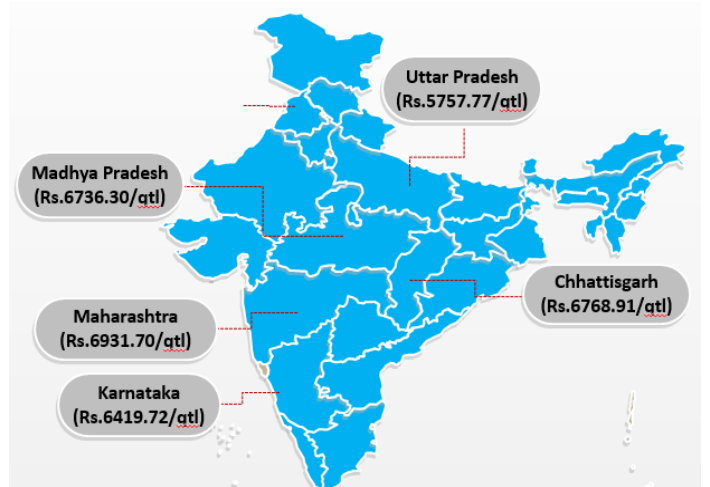 Uttar Pradesh
(Rs.5757.77/qtl)
Madhya Pradesh
(Rs.6736.30/qtl)
Chhattisgarh
(Rs.6768.91/qtl)
Maharashtra
(Rs.6931.70/qtl)
Karnataka
(Rs.6419.72/qtl)